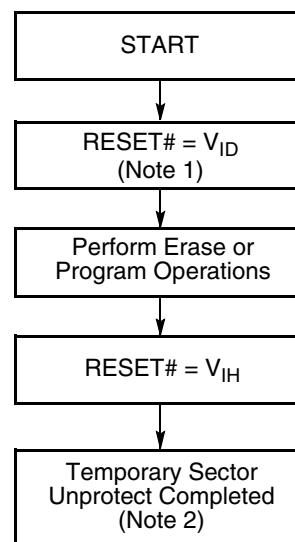 START
RESET# = VID
(Note 1)
Perform Erase or
Program Operations
RESET# = VIH
Temporary Sector
Unprotect Completed
(Note 2)